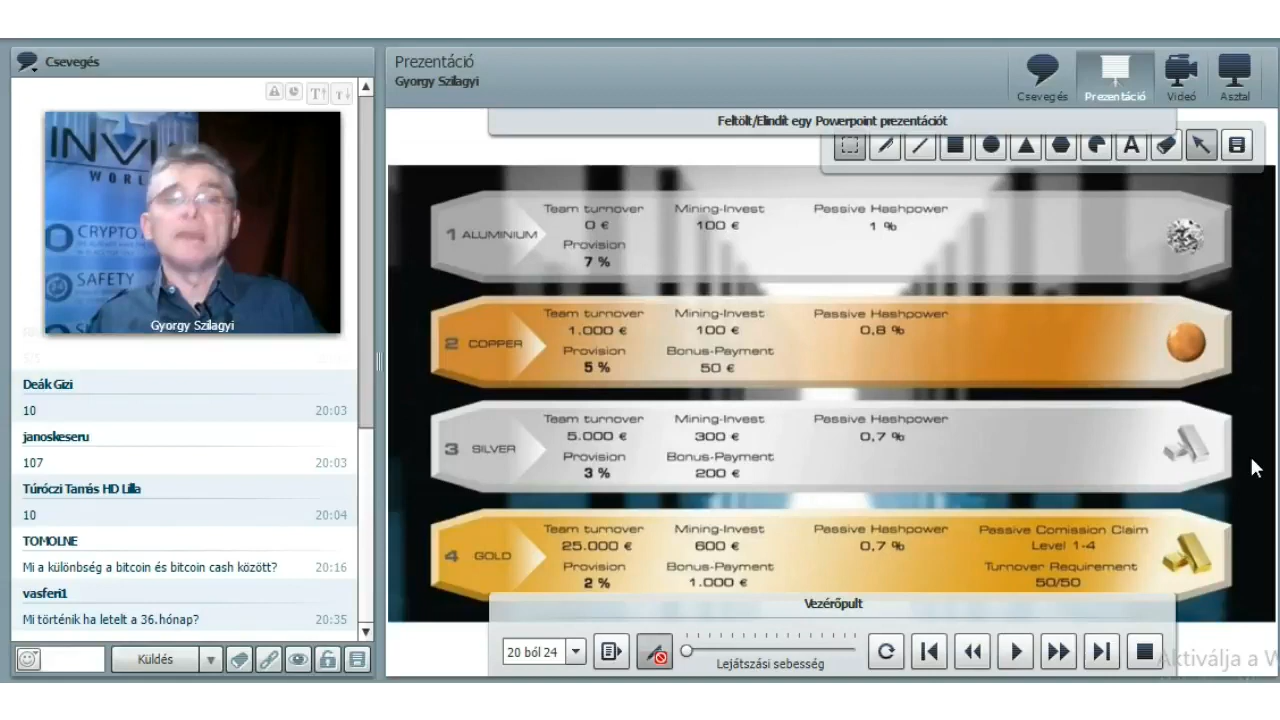 Csevegés
INVI
WORL
CRYPTO
SAFETY
Gyorgy Szilagyi
Deák Gizi
10 20:03
janoskeseru
107 20:03
Túróczi Tamás HD Lilla
10 20:04
TOMOLNE
Mi a különbség a bitcoin és bitcoin cash között? 20:16
vasferi1
Mi történik ha letelt a 36.hónap? 20:35
Küldés
Prezentáció
Gyorgy Szilagyi
Csevegés Prezentáció Videó Asztal
Feltölt/Elindít egy Powerpoint prezentációt
A
1 ALUMINIUM
Team turnover Mining-Invest Passive Hashpower
0 € 100 € 1 %
Provision
7 %
2 COPPER
Team turnover Mining-Invest Passive Hashpower
1.000 € 100 € 0,8 %
Provision Bonus-Payment
5 % 50 €
3 SILVER
Team turnover Mining-Invest Passive Hashpower
5.000 € 300 € 0,7 %
Provision Bonus-Payment
3 % 200 €
4 GOLD
Team turnover Mining-Invest Passive Hashpower Passive Comission Claim
25.000 € 600 € 0,7 % Level 1-4
Provision Bonus-Payment Turnover Requirement
2 % 1.000 € 50/50
Vezérőpult
20 ból 24
Lejátszási sebesség
Aktiválja a W